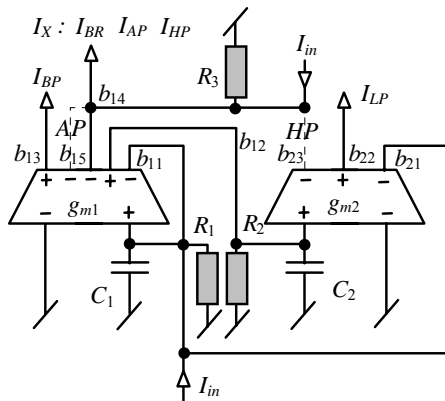 I_X : I_BR I_AP I_HP
I_in
I_BP
b_14
R_3
I_LP
AP
b_12
HP
b_13 b_15 b_11
b_23 b_22 b_21
+ − − + −
− + −
g_m1
g_m2
− +
+ −
R_1 R_2
C_1
C_2
I_in